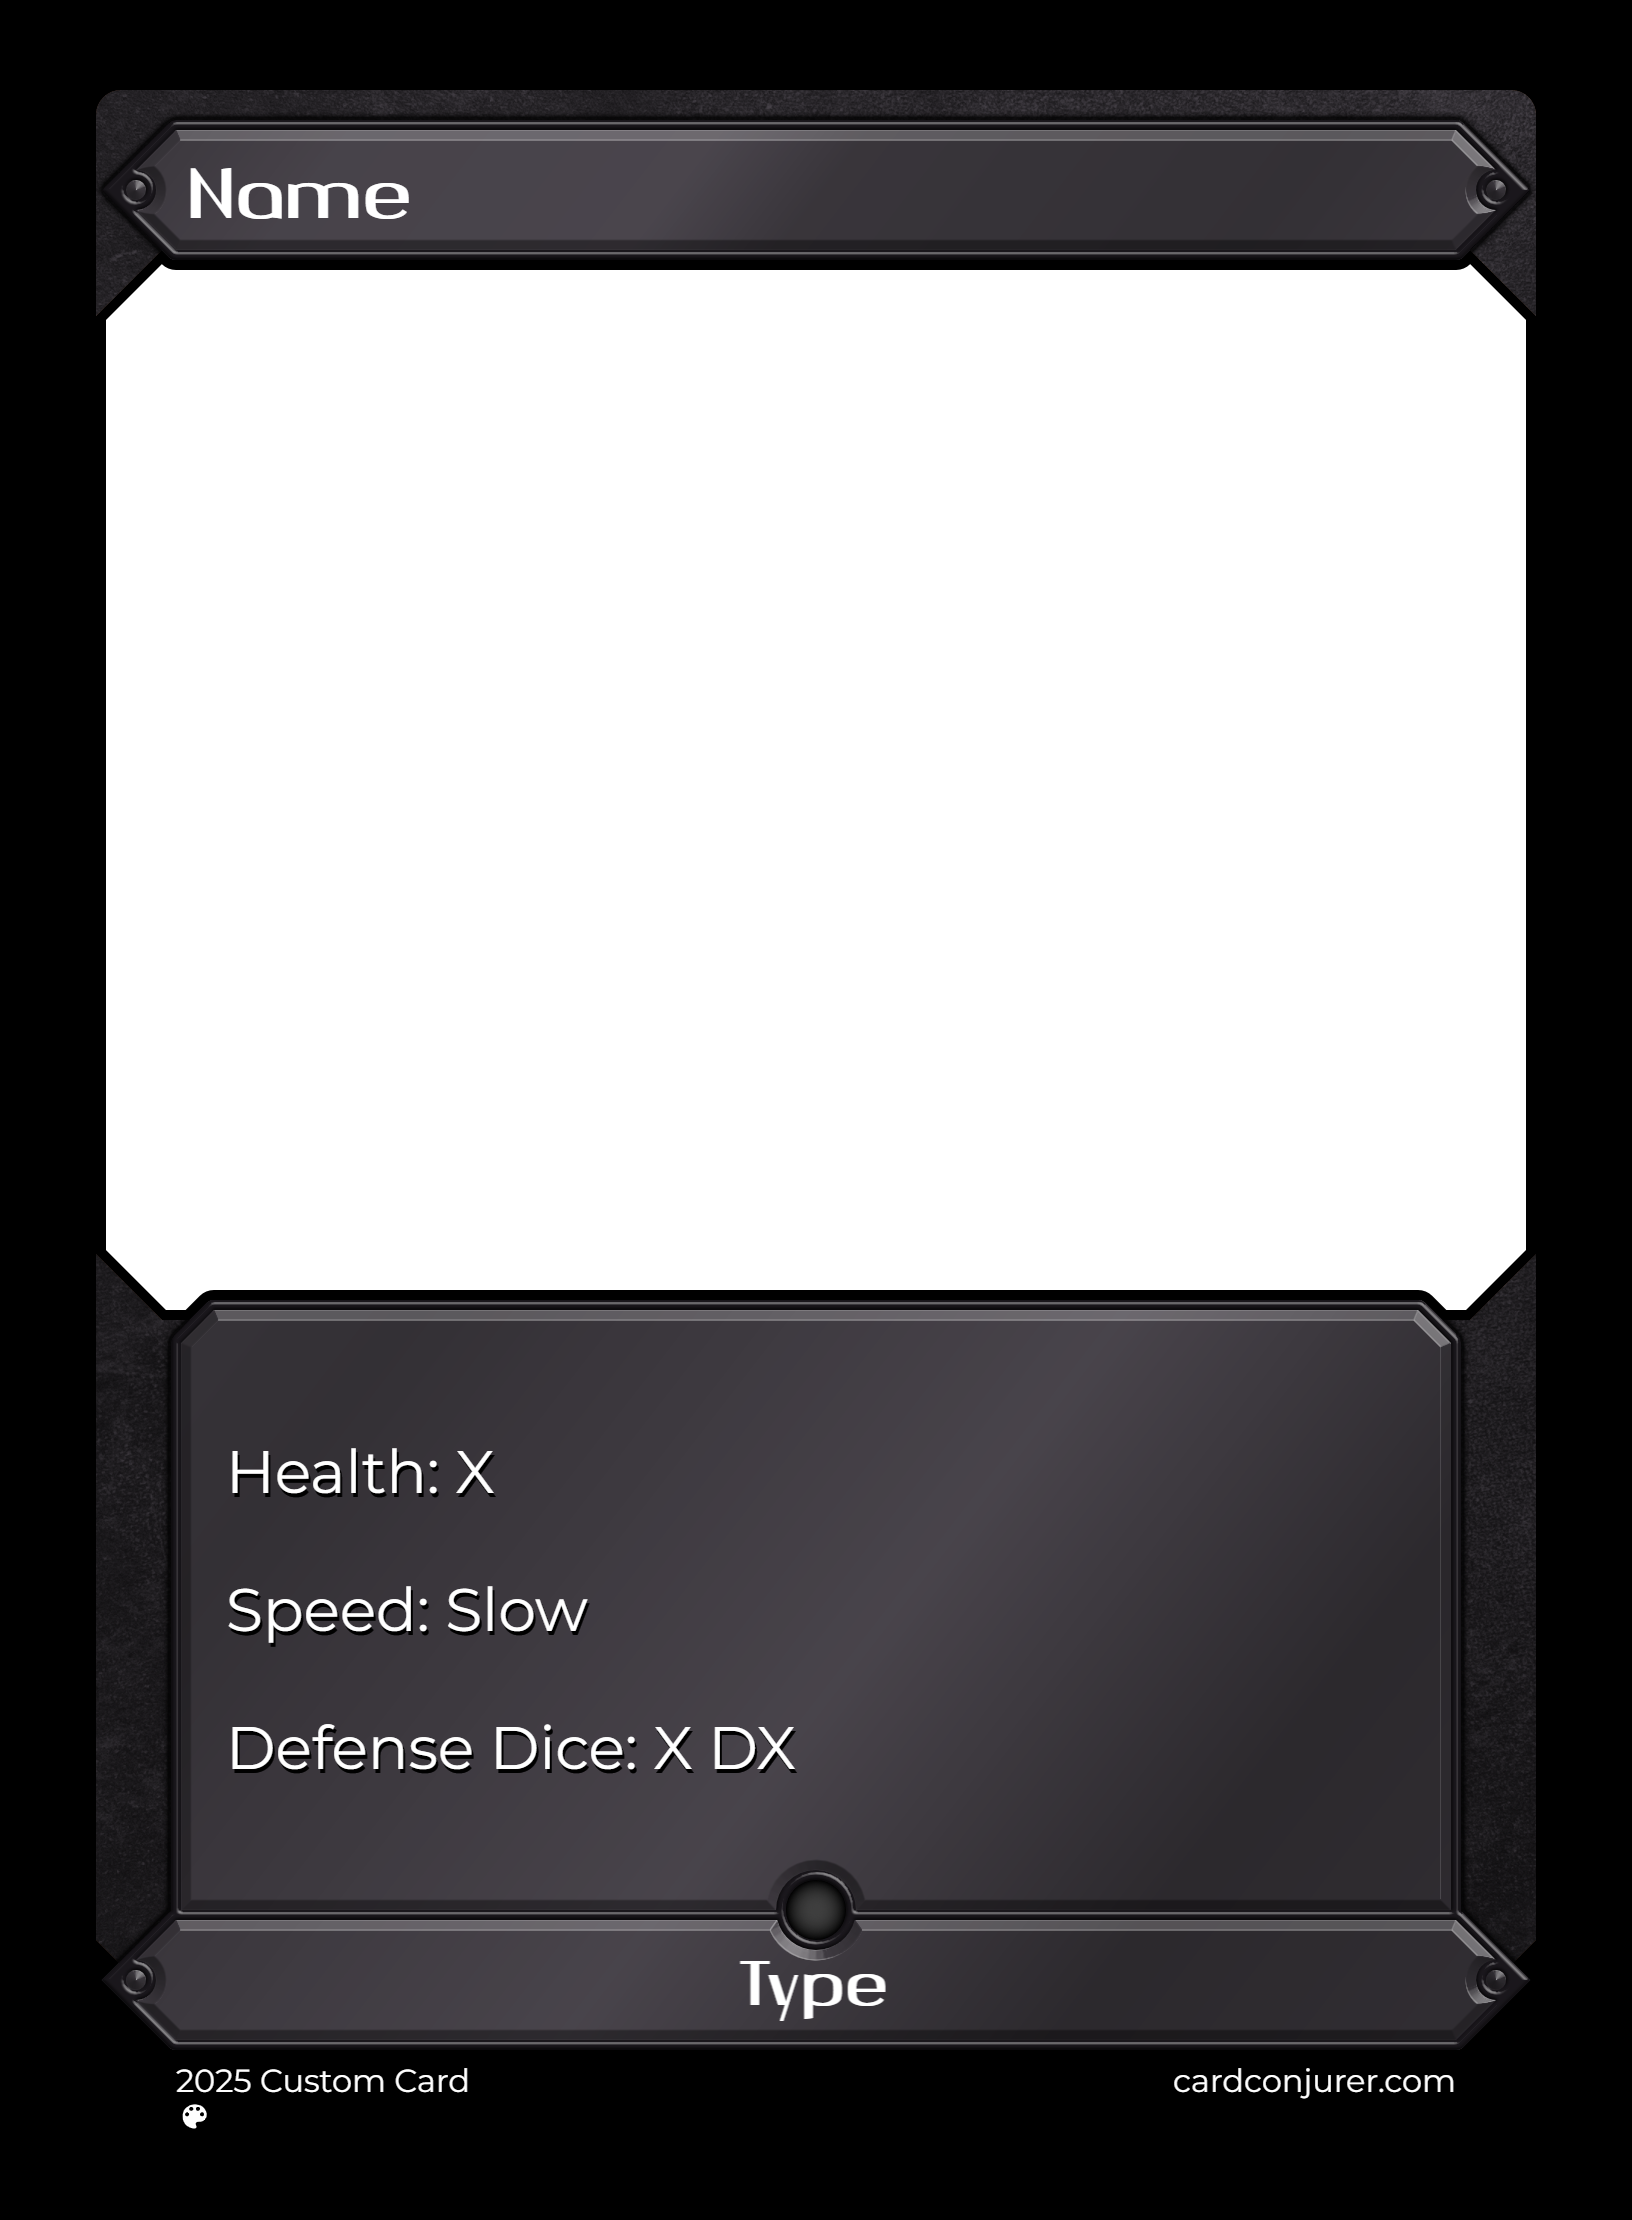 Name
Health: X
Speed: Slow
Defense Dice: X DX
Type
2025 Custom Card
cardconjurer.com